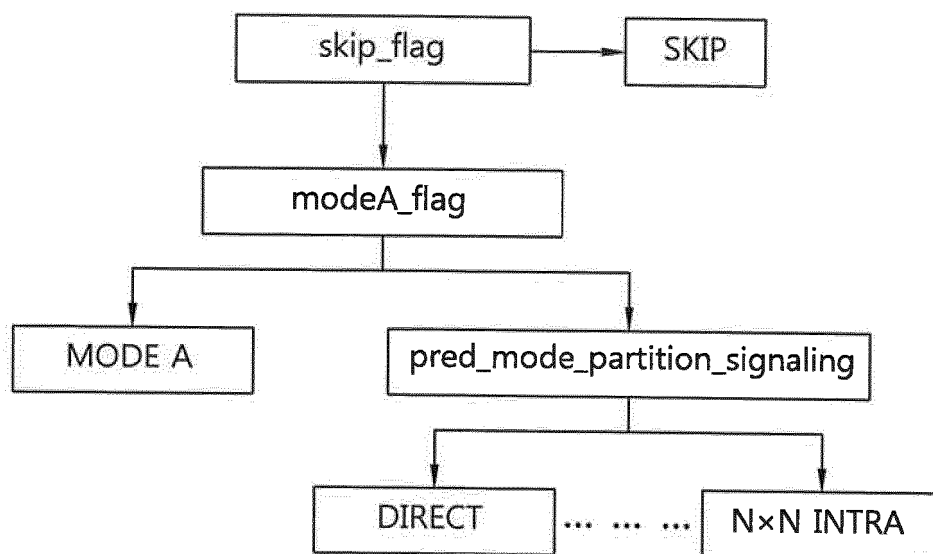 skip_flag
SKIP
modeA_flag
MODE A
pred_mode_partition_signaling
DIRECT
... ... ...
N×N INTRA